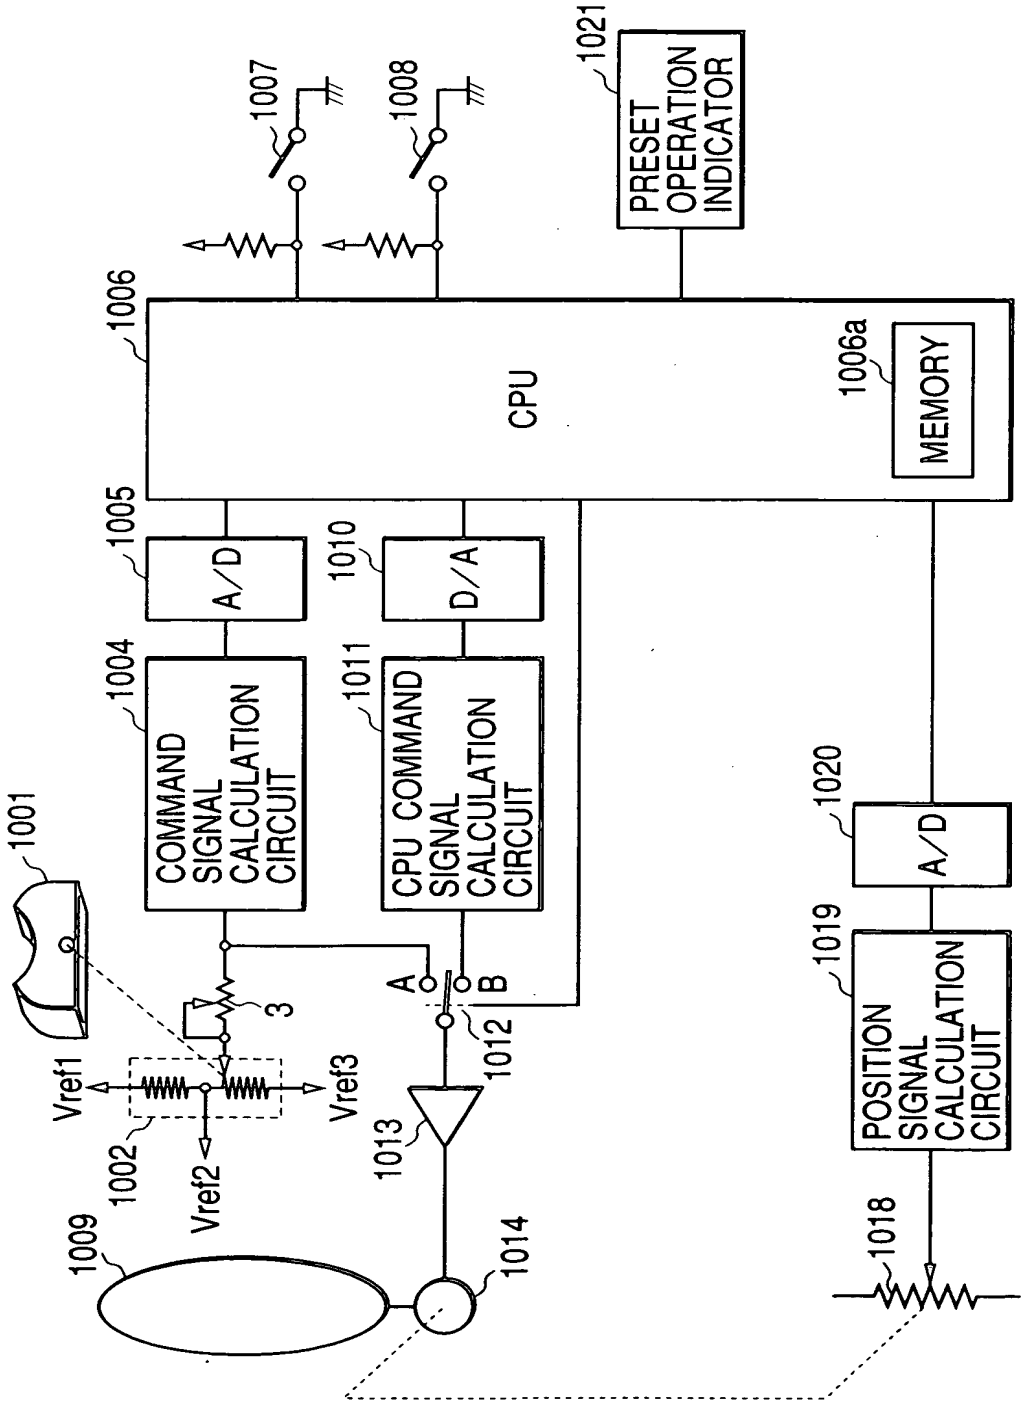 1001
Vref1
1002
Vref2
Vref3
3
1004
COMMAND
SIGNAL
CALCULATION
CIRCUIT
1005
A/D
1006
CPU
1006a
MEMORY
1007
1008
1009
1010
D/A
1011
CPU COMMAND
SIGNAL
CALCULATION
CIRCUIT
A
B
1012
1013
1014
1018
1019
POSITION
SIGNAL
CALCULATION
CIRCUIT
1020
A/D
1021
PRESET
OPERATION
INDICATOR